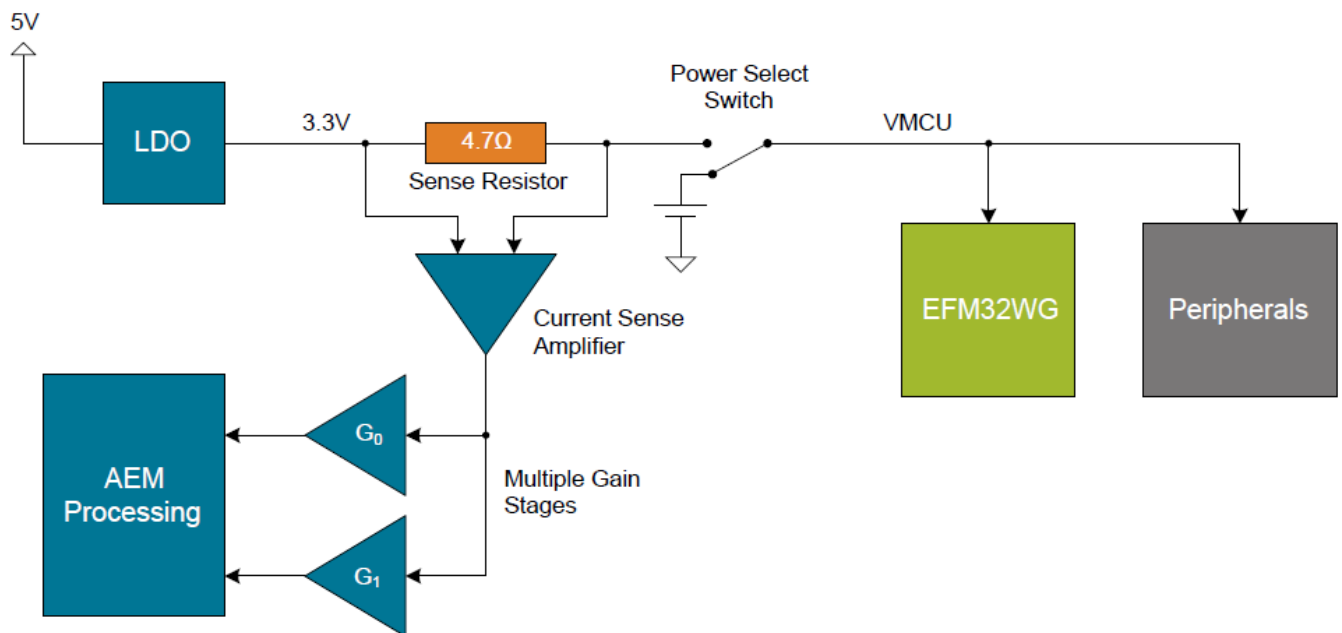 5V
LDO
3.3V
4.7Ω
Sense Resistor
Power Select
Switch
VMCU
EFM32WG
Peripherals
Current Sense
Amplifier
AEM
Processing
G₀
Multiple Gain
Stages
G₁